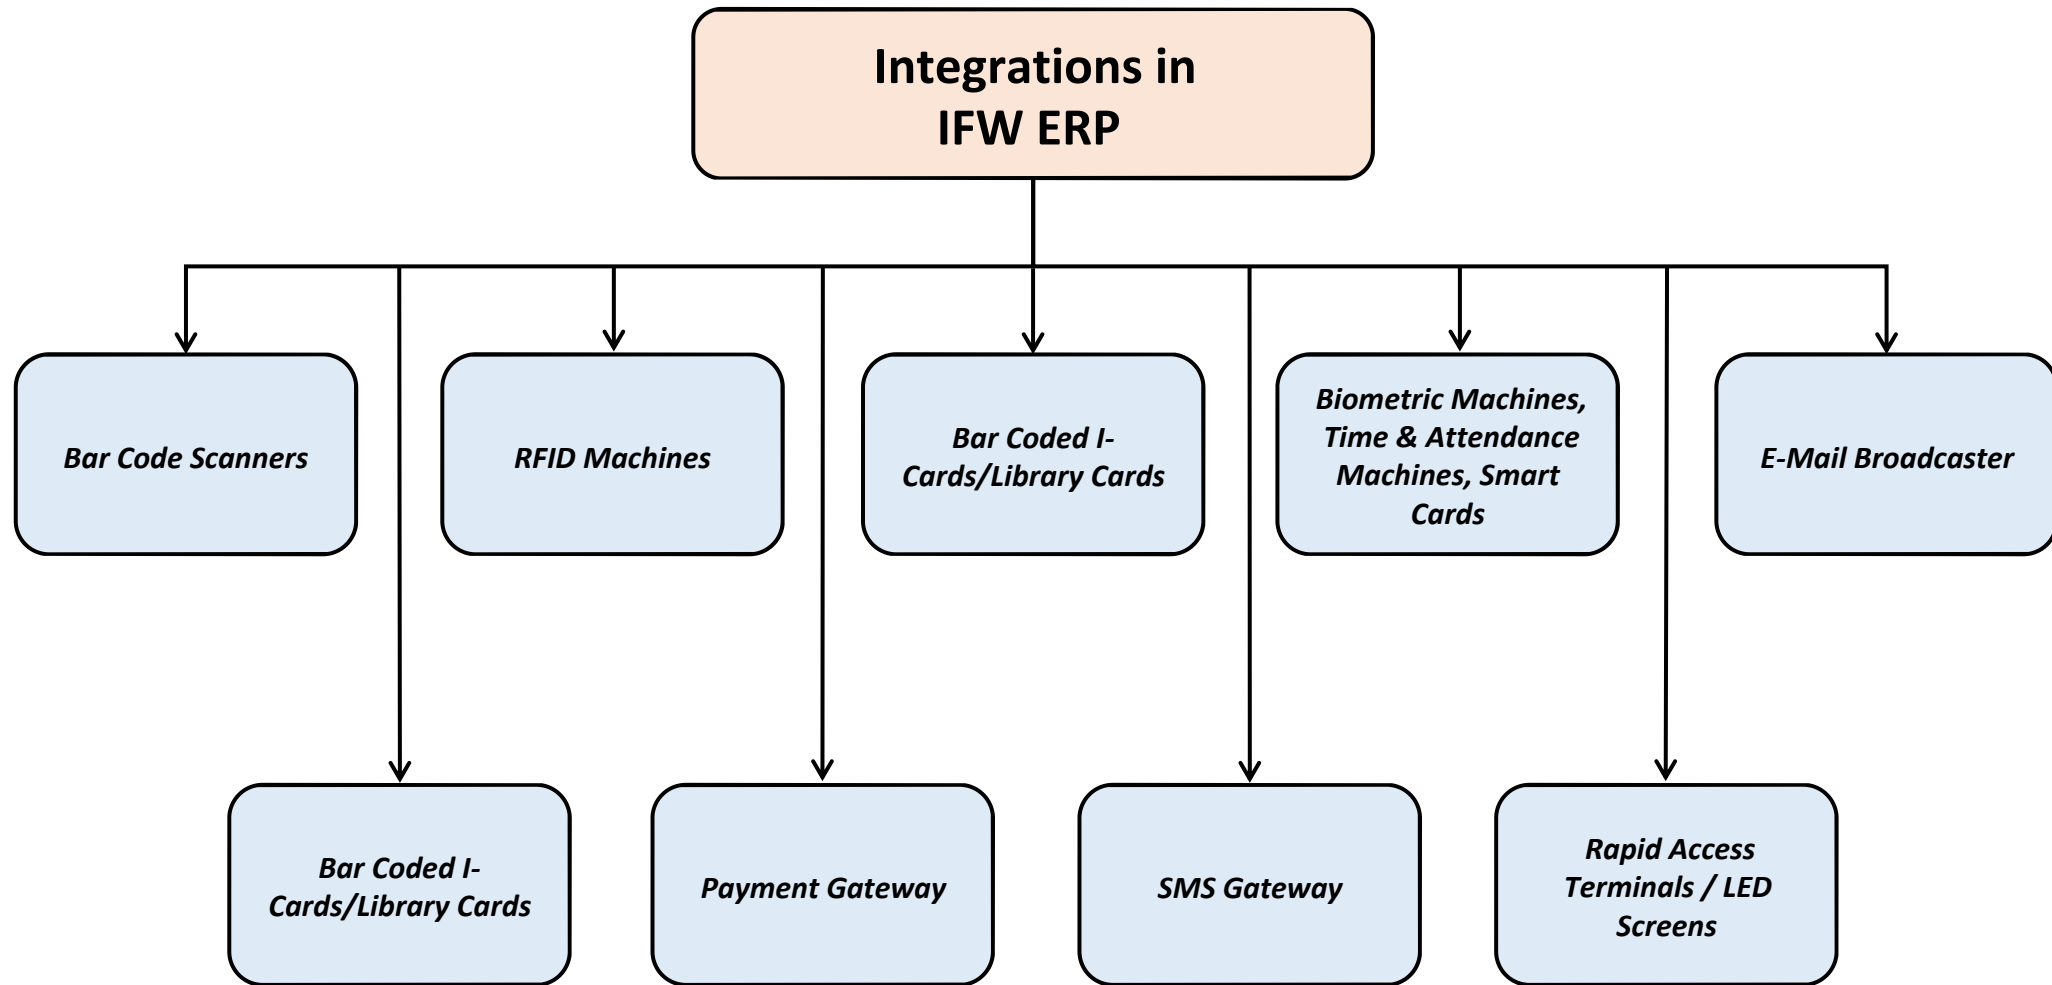 Integrations in
IFW ERP
Bar Code Scanners
RFID Machines
Bar Coded I-
Cards/Library Cards
Biometric Machines,
Time & Attendance
Machines, Smart
Cards
E-Mail Broadcaster
Bar Coded I-
Cards/Library Cards
Payment Gateway
SMS Gateway
Rapid Access
Terminals / LED
Screens